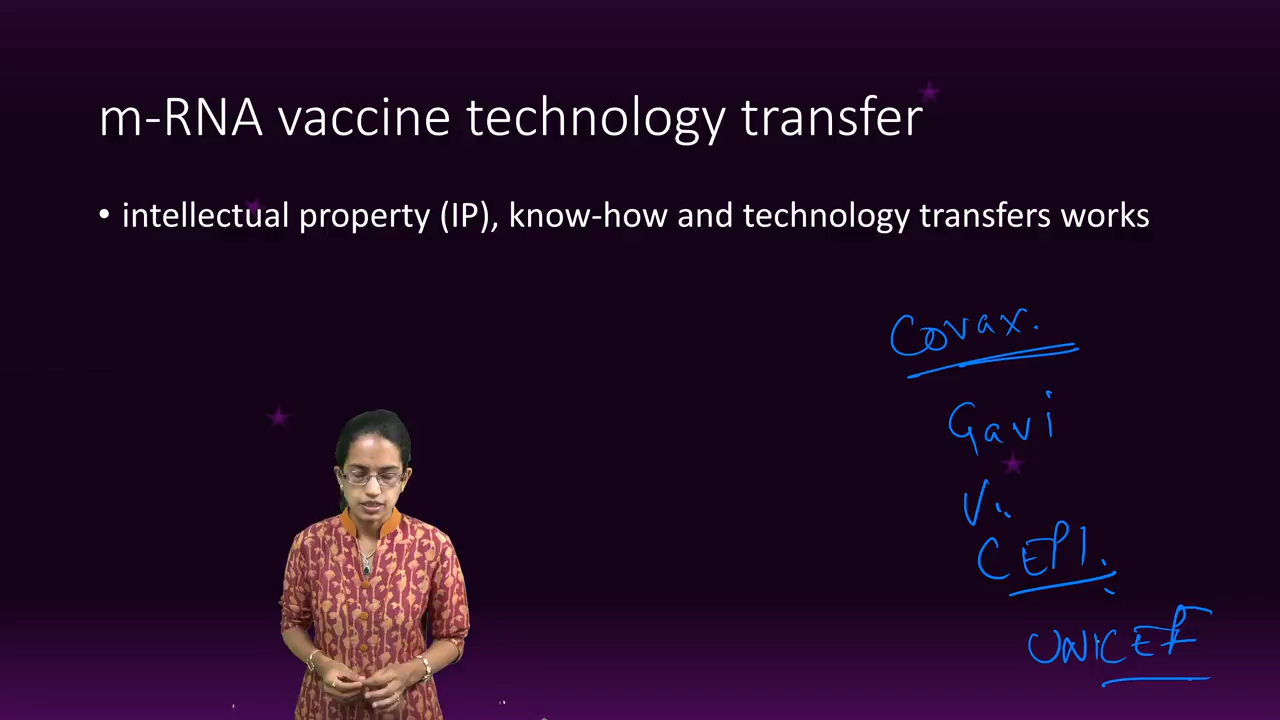 m-RNA vaccine technology transfer
• intellectual property (IP), know-how and technology transfers works
Covax.
Gavi
CEPI.
UNICEF